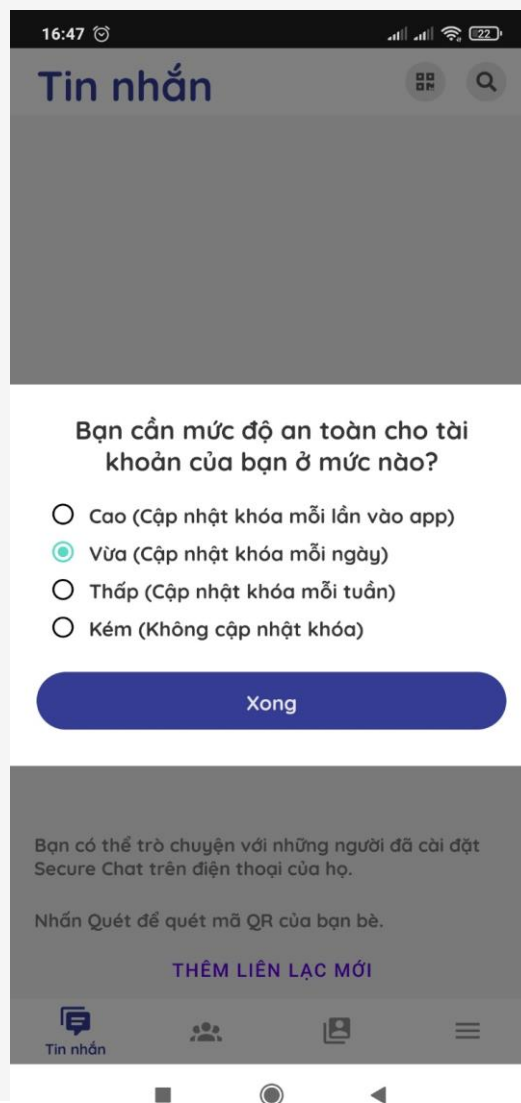 16:47
22
Tin nhắn
Bạn cần mức độ an toàn cho tài
khoản của bạn ở mức nào?
Cao (Cập nhật khóa mỗi lần vào app)
Vừa (Cập nhật khóa mỗi ngày)
Thấp (Cập nhật khóa mỗi tuần)
Kém (Không cập nhật khóa)
Xong
Bạn có thể trò chuyện với những người đã cài đặt
Secure Chat trên điện thoại của họ.
Nhấn Quét để quét mã QR của bạn bè.
THÊM LIÊN LẠC MỚI
Tin nhắn